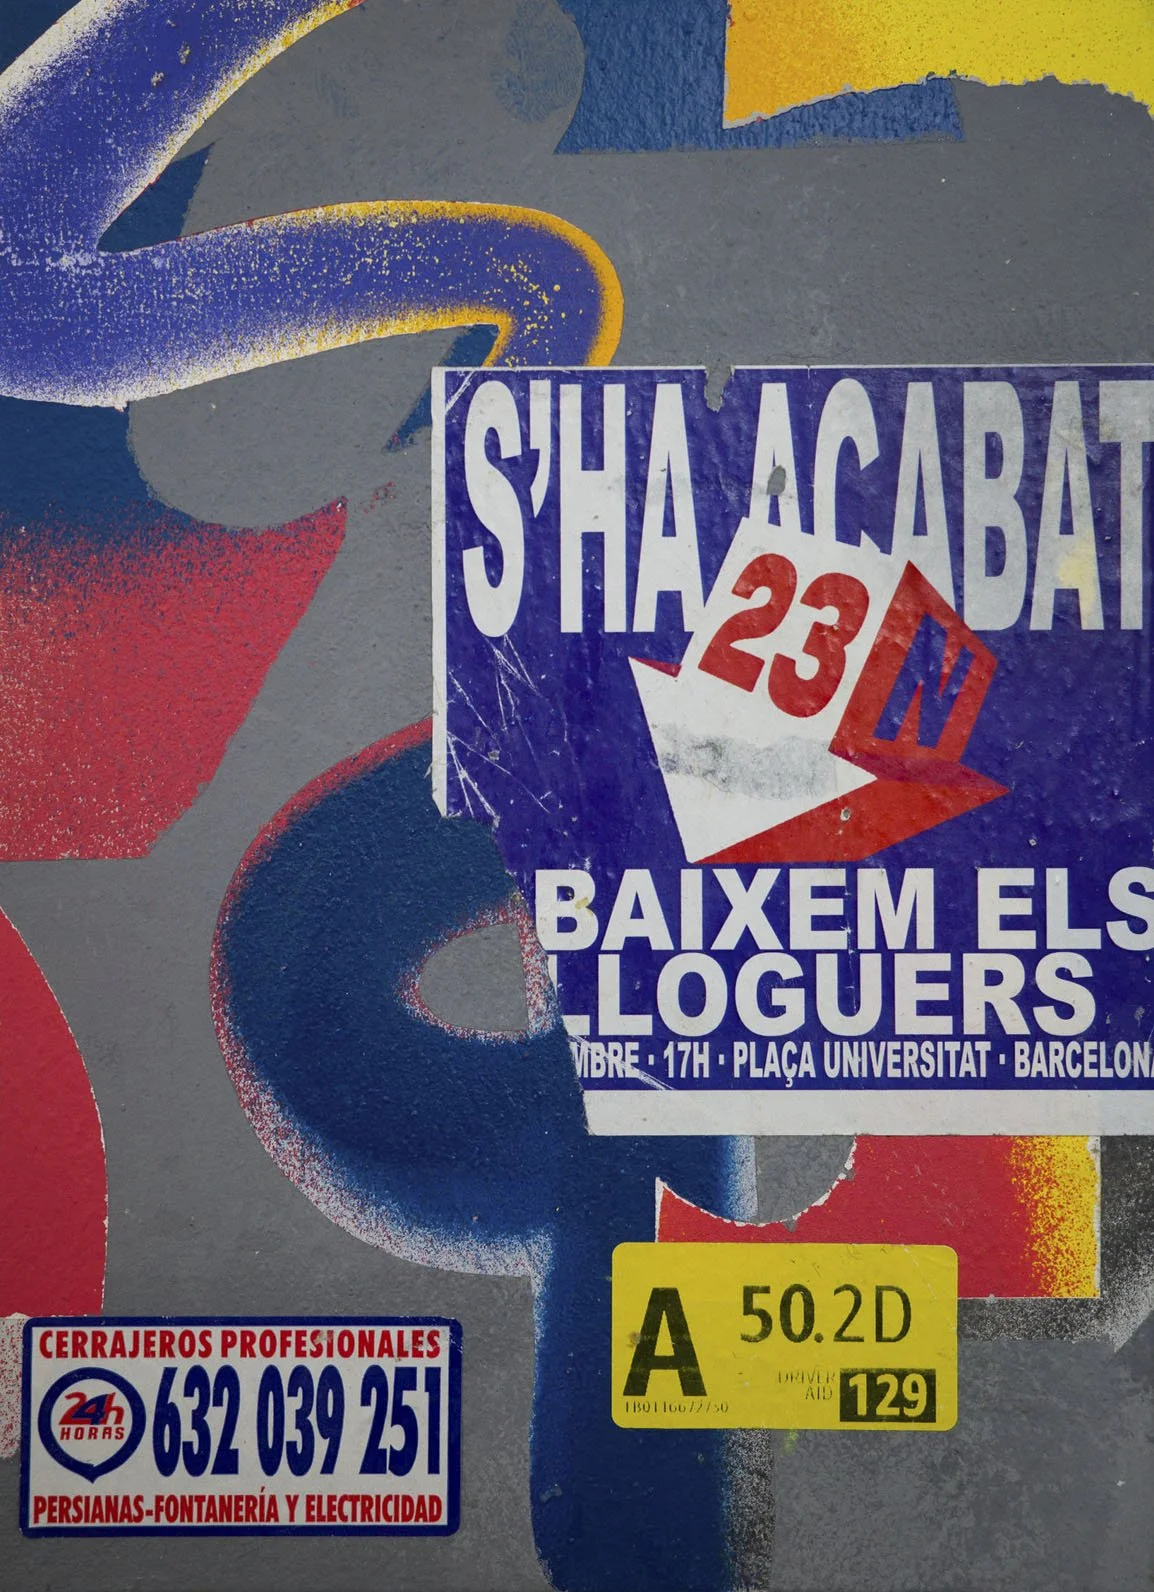 S'HA ACABAT
23
N
BAIXEM ELS
LLOGUERS
MBRE · 17H · PLAÇA UNIVERSITAT · BARCELONA
A
50.2D
DRIVER
AID
129
CERRAJEROS PROFESIONALES
24h
HORAS
632 039 251
PERSIANAS-FONTANERÍA Y ELECTRICIDAD